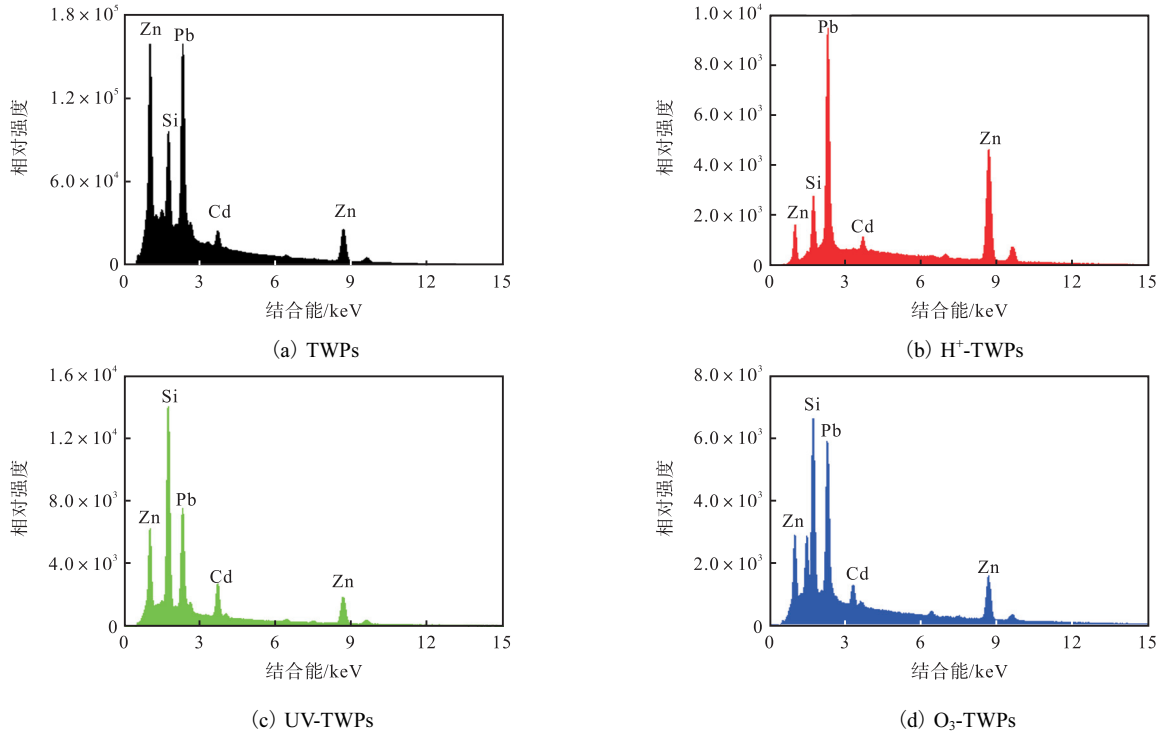 1.8×10⁵
1.2×10⁵
6.0×10⁴
0
相对强度
Zn
Pb
Si
Cd
Zn
0 3 6 9 12 15
结合能/keV
(a) TWPs
1.0×10⁴
8.0×10³
6.0×10³
4.0×10³
2.0×10³
0
相对强度
Pb
Zn
Si
Zn
Cd
0 3 6 9 12 15
结合能/keV
(b) H⁺-TWPs
1.6×10⁴
1.2×10⁴
8.0×10³
4.0×10³
0
相对强度
Si
Zn
Pb
Cd
Zn
0 3 6 9 12 15
结合能/keV
(c) UV-TWPs
8.0×10³
6.0×10³
4.0×10³
2.0×10³
0
相对强度
Si
Pb
Zn
Cd
Zn
0 3 6 9 12 15
结合能/keV
(d) O₃-TWPs